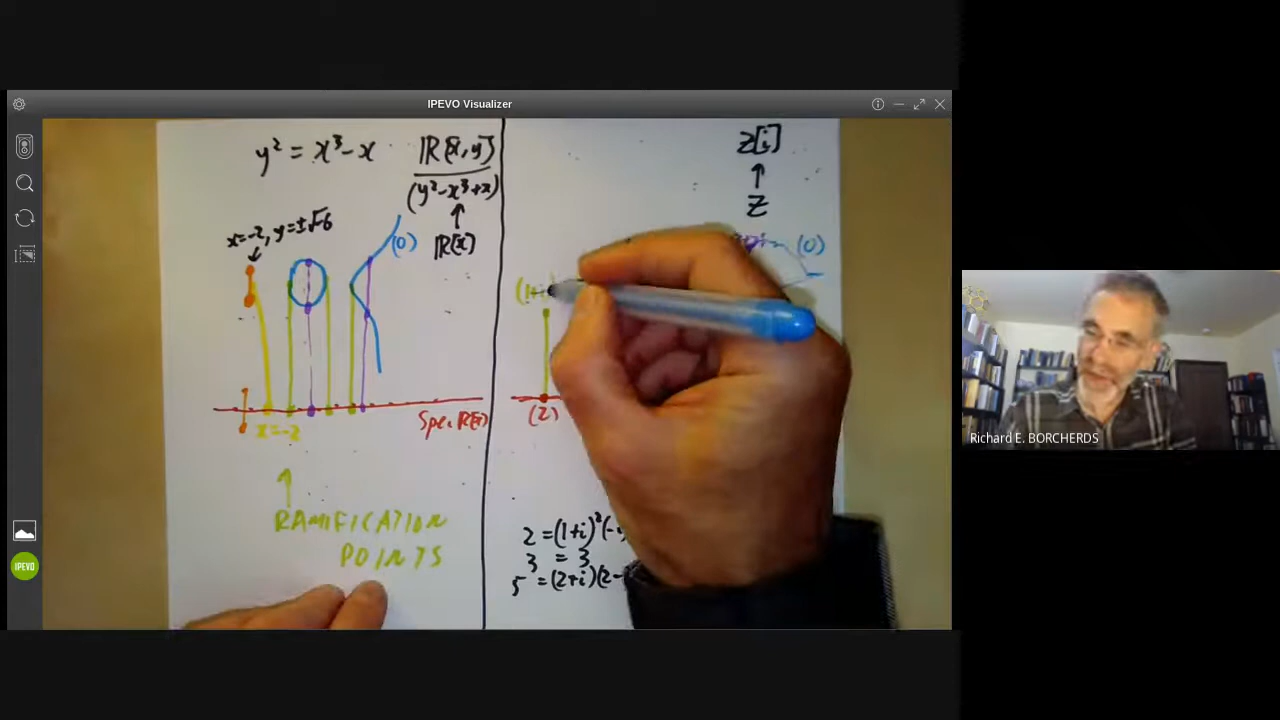 IPEVO Visualizer
y² = x³ - x
R[x,y]
(y²-x³+x)
R[x]
x=-2, y=±√-6
(0)
Spec R[x]
x=-2
RAMIFICATION
POINTS
Z[i]
Z
(0)
(1+i
(2)
2 = (1+i)²(-i
3 = 3
5 = (2+i)(2-
IPEVO
Richard E. BORCHERDS